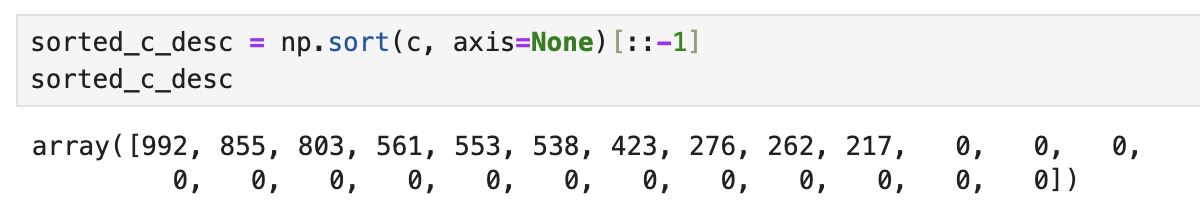 sorted_c_desc = np.sort(c, axis=None)[::-1]
sorted_c_desc
array([992, 855, 803, 561, 553, 538, 423, 276, 262, 217,   0,   0,   0,
         0,   0,   0,   0,   0,   0,   0,   0,   0,   0,   0,   0])